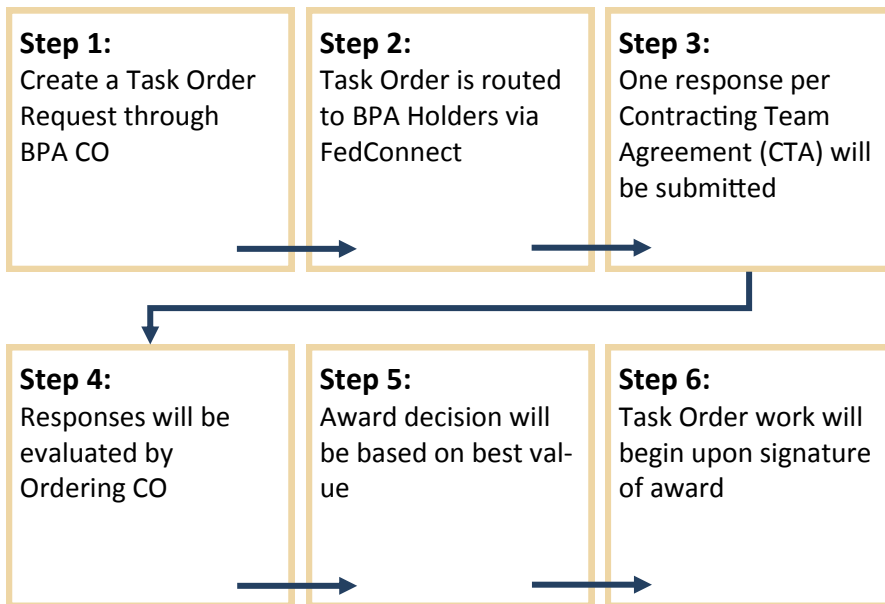 Step 1:
Create a Task Order
Request through
BPA CO
Step 2:
Task Order is routed
to BPA Holders via
FedConnect
Step 3:
One response per
Contracting Team
Agreement (CTA) will
be submitted
Step 4:
Responses will be
evaluated by
Ordering CO
Step 5:
Award decision will
be based on best val-
ue
Step 6:
Task Order work will
begin upon signature
of award